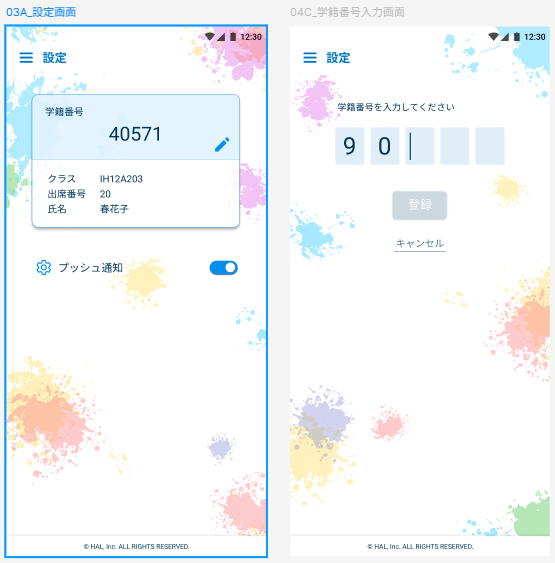 03A_設定画面
12:30
設定
学籍番号
40571
クラス IH12A203
出席番号 20
氏名 春花子
プッシュ通知
© HAL, Inc. ALL RIGHTS RESERVED.
04C_学籍番号入力画面
12:30
設定
学籍番号を入力してください
9 0
登録
キャンセル
© HAL, Inc. ALL RIGHTS RESERVED.